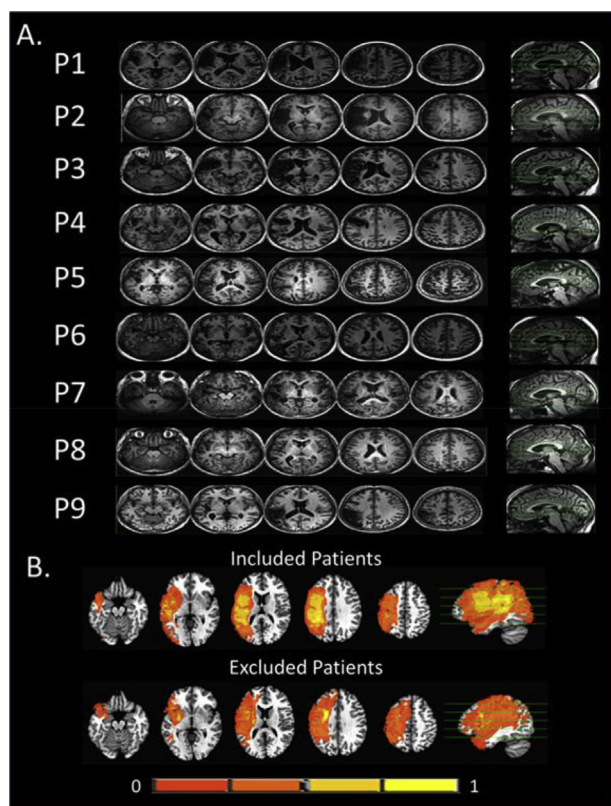 A.
P1
P2
P3
P4
P5
P6
P7
P8
P9
B.
Included Patients
Excluded Patients
0 1